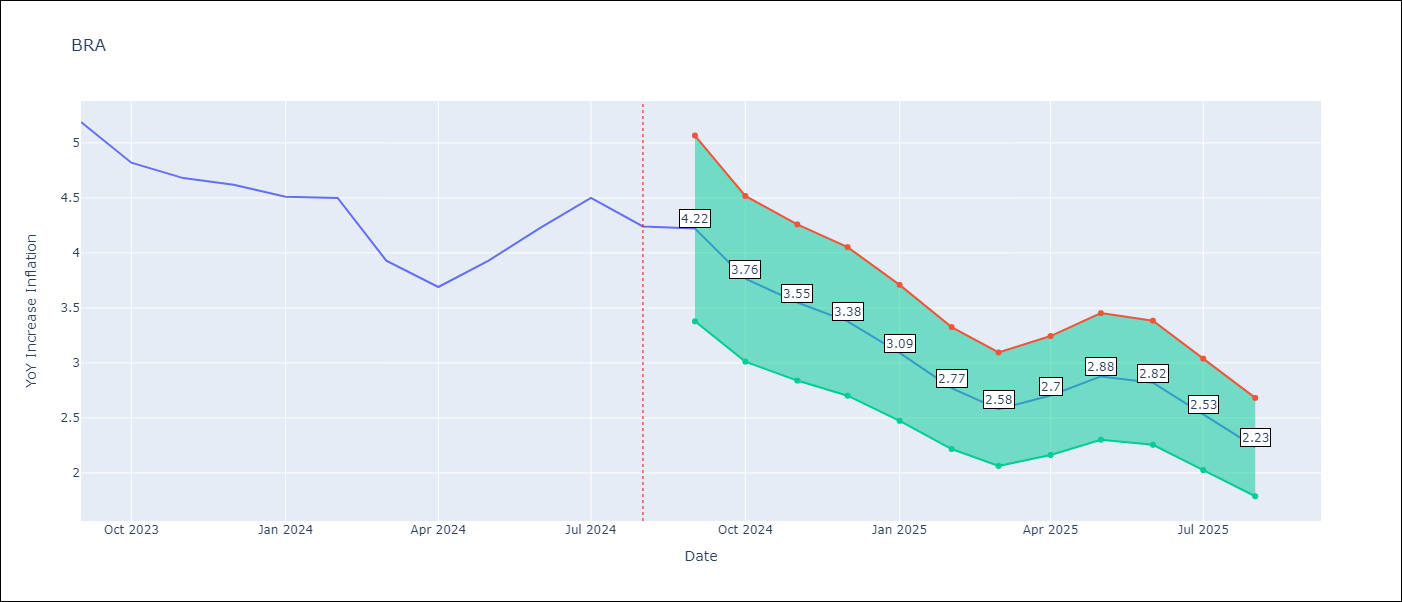 BRA
YoY Increase Inflation
5
4.5
4
3.5
3
2.5
2
4.22
3.76
3.55
3.38
3.09
2.77
2.58
2.7
2.88
2.82
2.53
2.23
Oct 2023
Jan 2024
Apr 2024
Jul 2024
Oct 2024
Jan 2025
Apr 2025
Jul 2025
Date